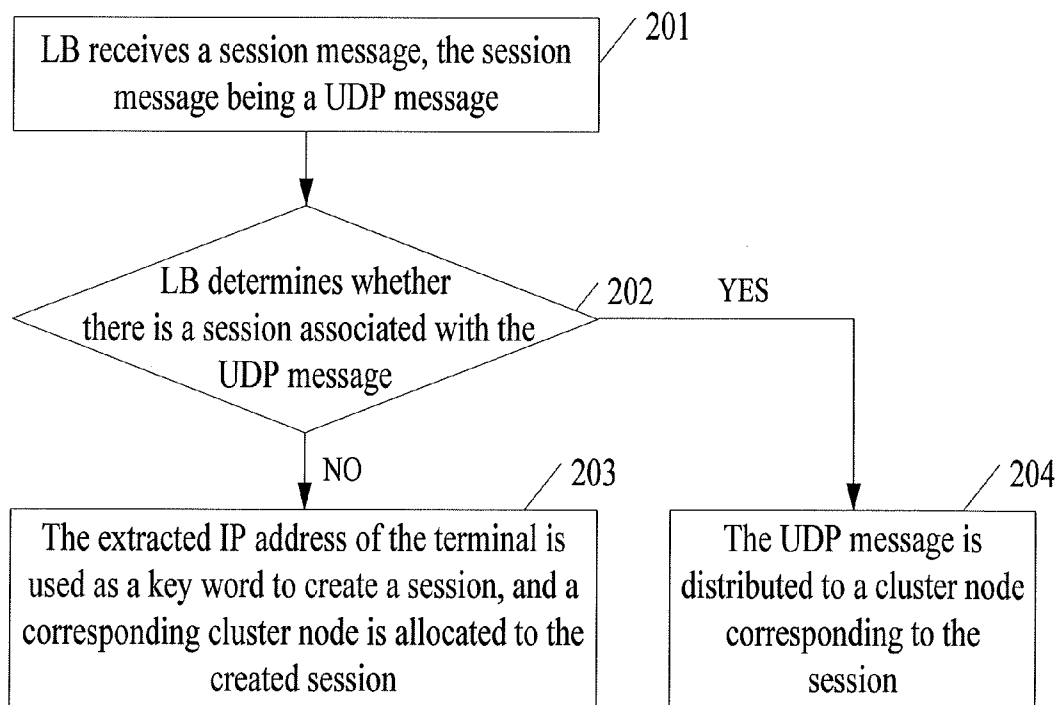 201
LB receives a session message, the session
message being a UDP message
LB determines whether
there is a session associated with the
UDP message
202
YES
NO
203
The extracted IP address of the terminal is
used as a key word to create a session, and a
corresponding cluster node is allocated to the
created session
204
The UDP message is
distributed to a cluster node
corresponding to the
session